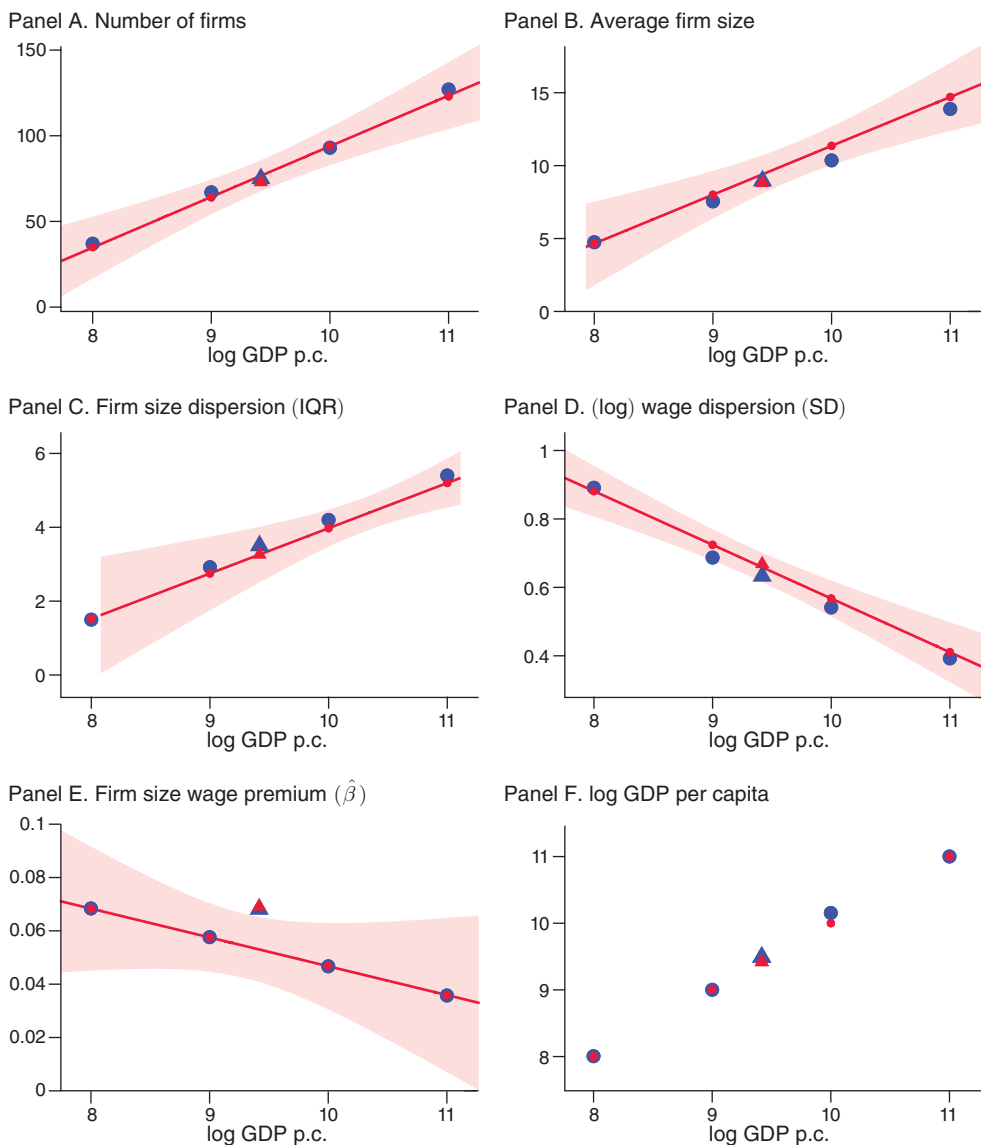 Panel A. Number of firms
150
100
50
0
8 9 10 11
log GDP p.c.
Panel B. Average firm size
15
10
5
0
8 9 10 11
log GDP p.c.
Panel C. Firm size dispersion (IQR)
6
4
2
0
8 9 10 11
log GDP p.c.
Panel D. (log) wage dispersion (SD)
1
0.8
0.6
0.4
8 9 10 11
log GDP p.c.
Panel E. Firm size wage premium (β̂)
0.1
0.08
0.06
0.04
0.02
0
8 9 10 11
log GDP p.c.
Panel F. log GDP per capita
11
10
9
8
8 9 10 11
log GDP p.c.